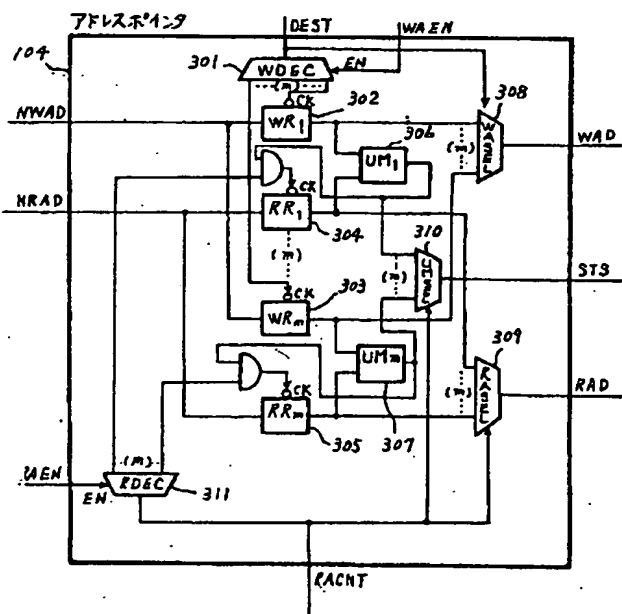 アドレスポインタ
DEST
WAEN
104
301
WDEC
EN
(m)
CK
302
308
NWAD
WR1
306
WASEL
WAD
(m)
UM1
CK
NRAD
RR1
304
310
(m)
(m)
UMSEL
STS
CK
303
WRm
309
UMm
RASEL
RAD
(m)
CK
RRm
305
307
(m)
RAEN
EN
RDEC
311
RACNT